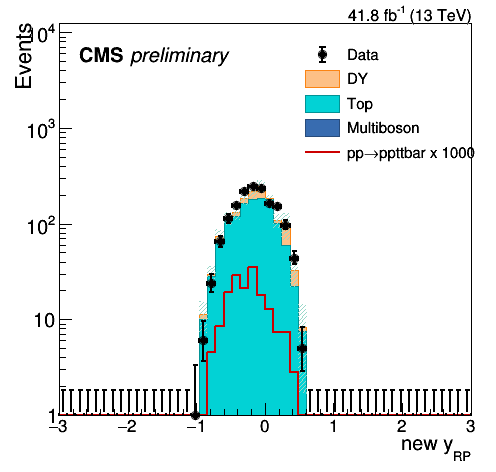 41.8 fb⁻¹ (13 TeV)
Events
CMS preliminary
Data
DY
Top
Multiboson
pp→ppttbar x 1000
10⁴
10³
10²
10
1
−3 −2 −1 0 1 2 3
new y_RP